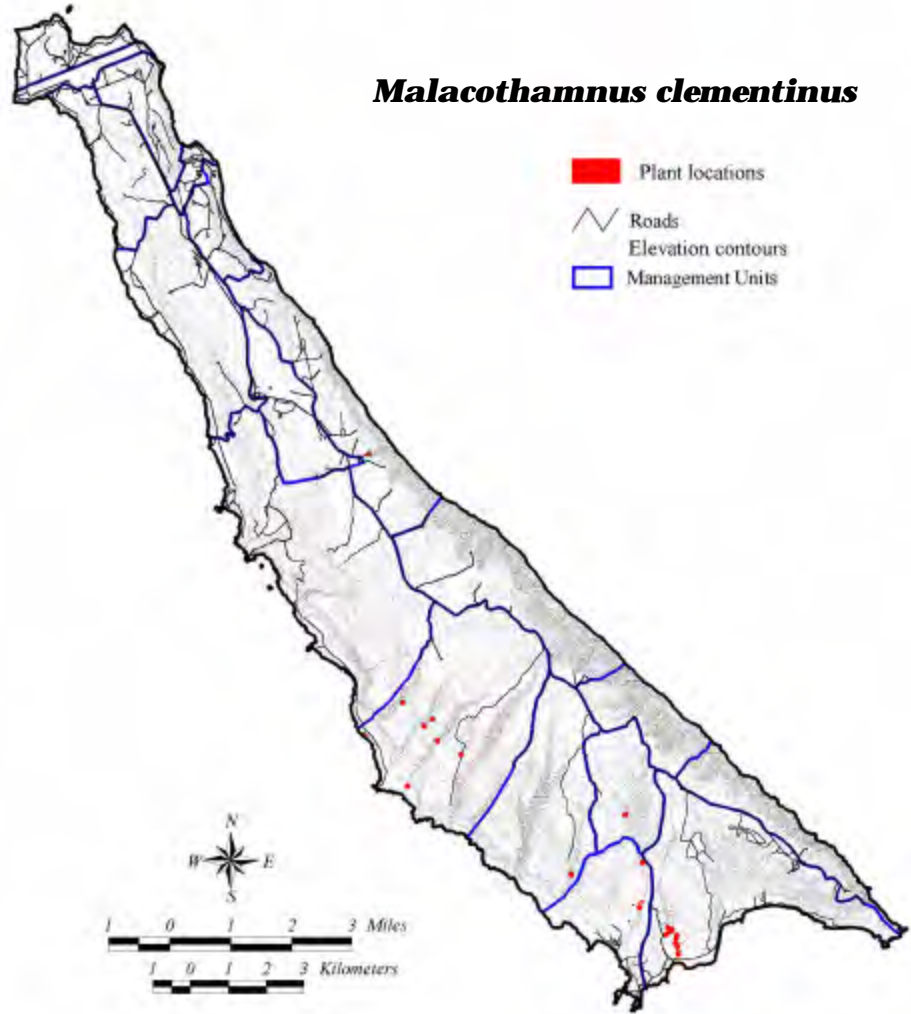 Malacothamnus clementinus
Plant locations
Roads
Elevation contours
Management Units
N
W E
S
1 0 1 2 3 Miles
1 0 1 2 3 Kilometers